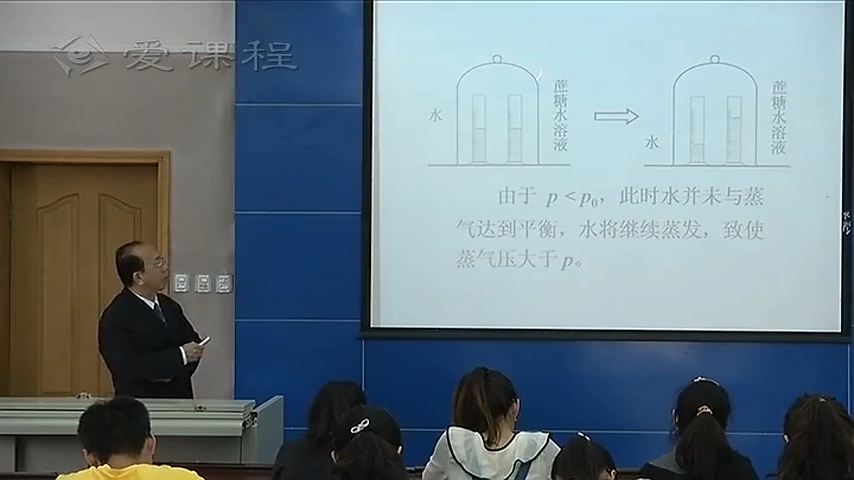 爱课程
水
蔗糖水溶液
水
蔗糖水溶液
由于 p < p₀，此时水并未与蒸
气达到平衡，水将继续蒸发，致使
蒸气压大于 p。